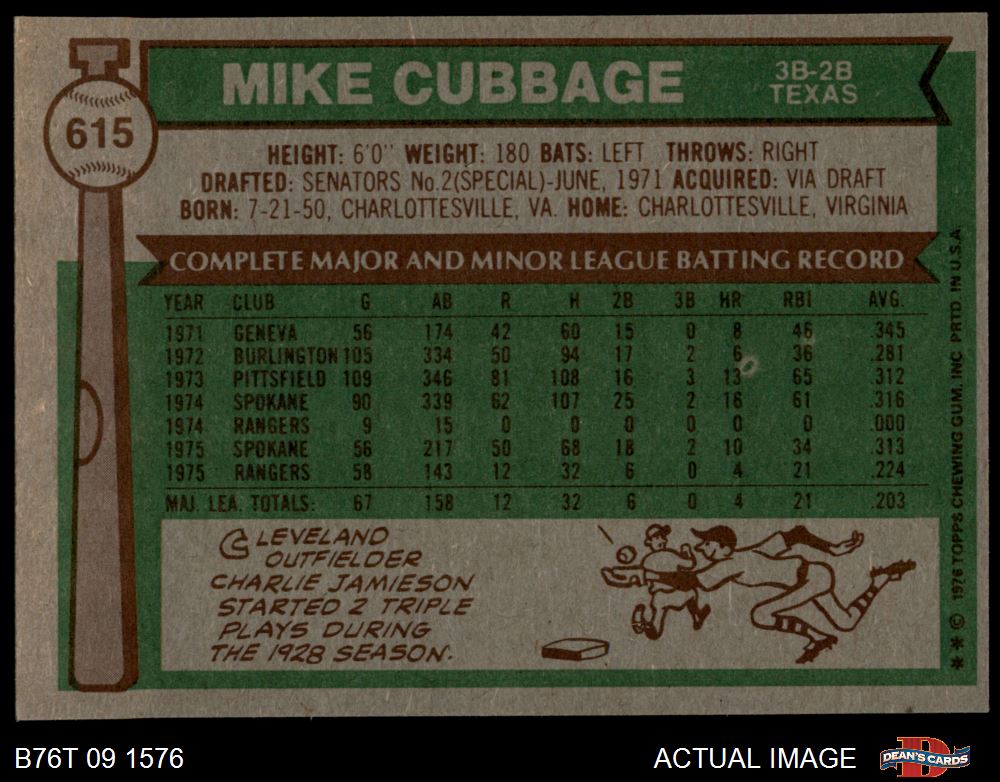 MIKE CUBBAGE
3B-2B
TEXAS
615
HEIGHT: 6'0" WEIGHT: 180 BATS: LEFT THROWS: RIGHT
DRAFTED: SENATORS No.2(SPECIAL)-JUNE, 1971 ACQUIRED: VIA DRAFT
BORN: 7-21-50, CHARLOTTESVILLE, VA. HOME: CHARLOTTESVILLE, VIRGINIA
COMPLETE MAJOR AND MINOR LEAGUE BATTING RECORD
YEAR CLUB G AB R H 2B 3B HR RBI AVG.
1971 GENEVA 56 174 42 60 15 0 8 46 .345
1972 BURLINGTON 105 334 50 94 17 2 6 36 .281
1973 PITTSFIELD 109 346 81 108 16 3 13 65 .312
1974 SPOKANE 90 339 62 107 25 2 16 61 .316
1974 RANGERS 9 15 0 0 0 0 0 0 .000
1975 SPOKANE 56 217 50 68 18 2 10 34 .313
1975 RANGERS 58 143 12 32 6 0 4 21 .224
MAJ. LEA. TOTALS: 67 158 12 32 6 0 4 21 .203
CLEVELAND
OUTFIELDER
CHARLIE JAMIESON
STARTED 2 TRIPLE
PLAYS DURING
THE 1928 SEASON.
** © 1976 TOPPS CHEWING GUM, INC. PRTD. IN U.S.A.
B76T 09 1576
ACTUAL IMAGE
D
DEAN'S CARDS